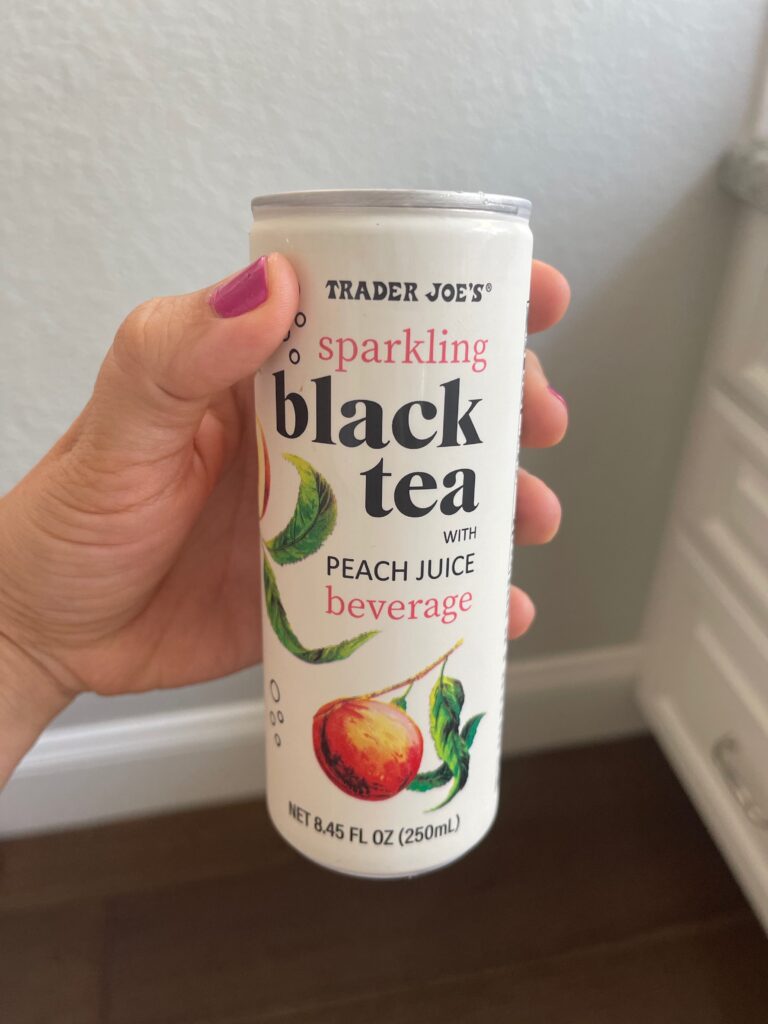 TRADER JOE'S®
sparkling
black
tea
WITH
PEACH JUICE
beverage
NET 8.45 FL OZ (250mL)